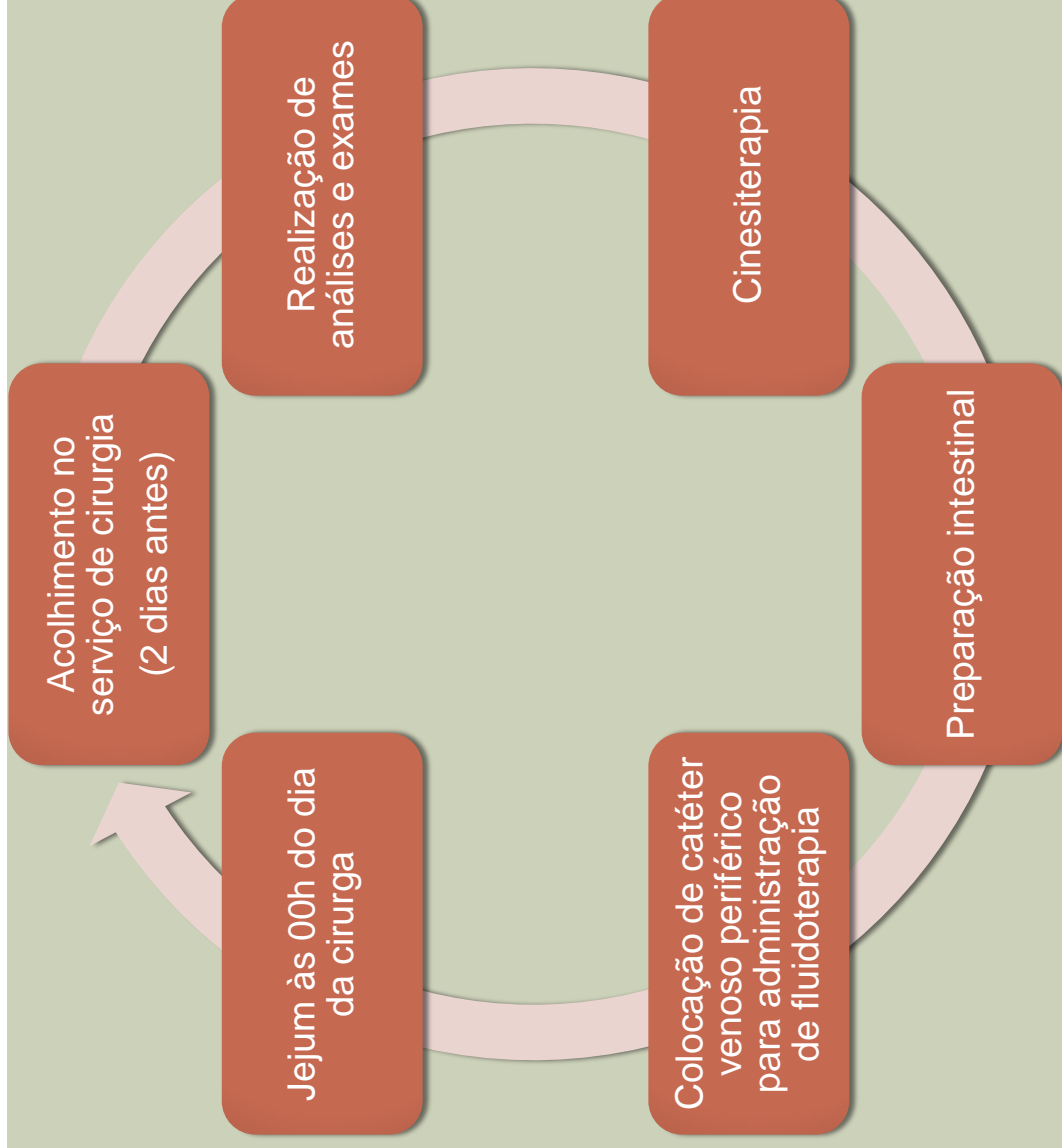 Acolhimento no
serviço de cirurgia
(2 dias antes)
Realização de
análises e exames
Cinesiterapia
Preparação intestinal
Colocação de catéter
venoso periférico
para administração
de fluidoterapia
Jejum às 00h do dia
da cirurga